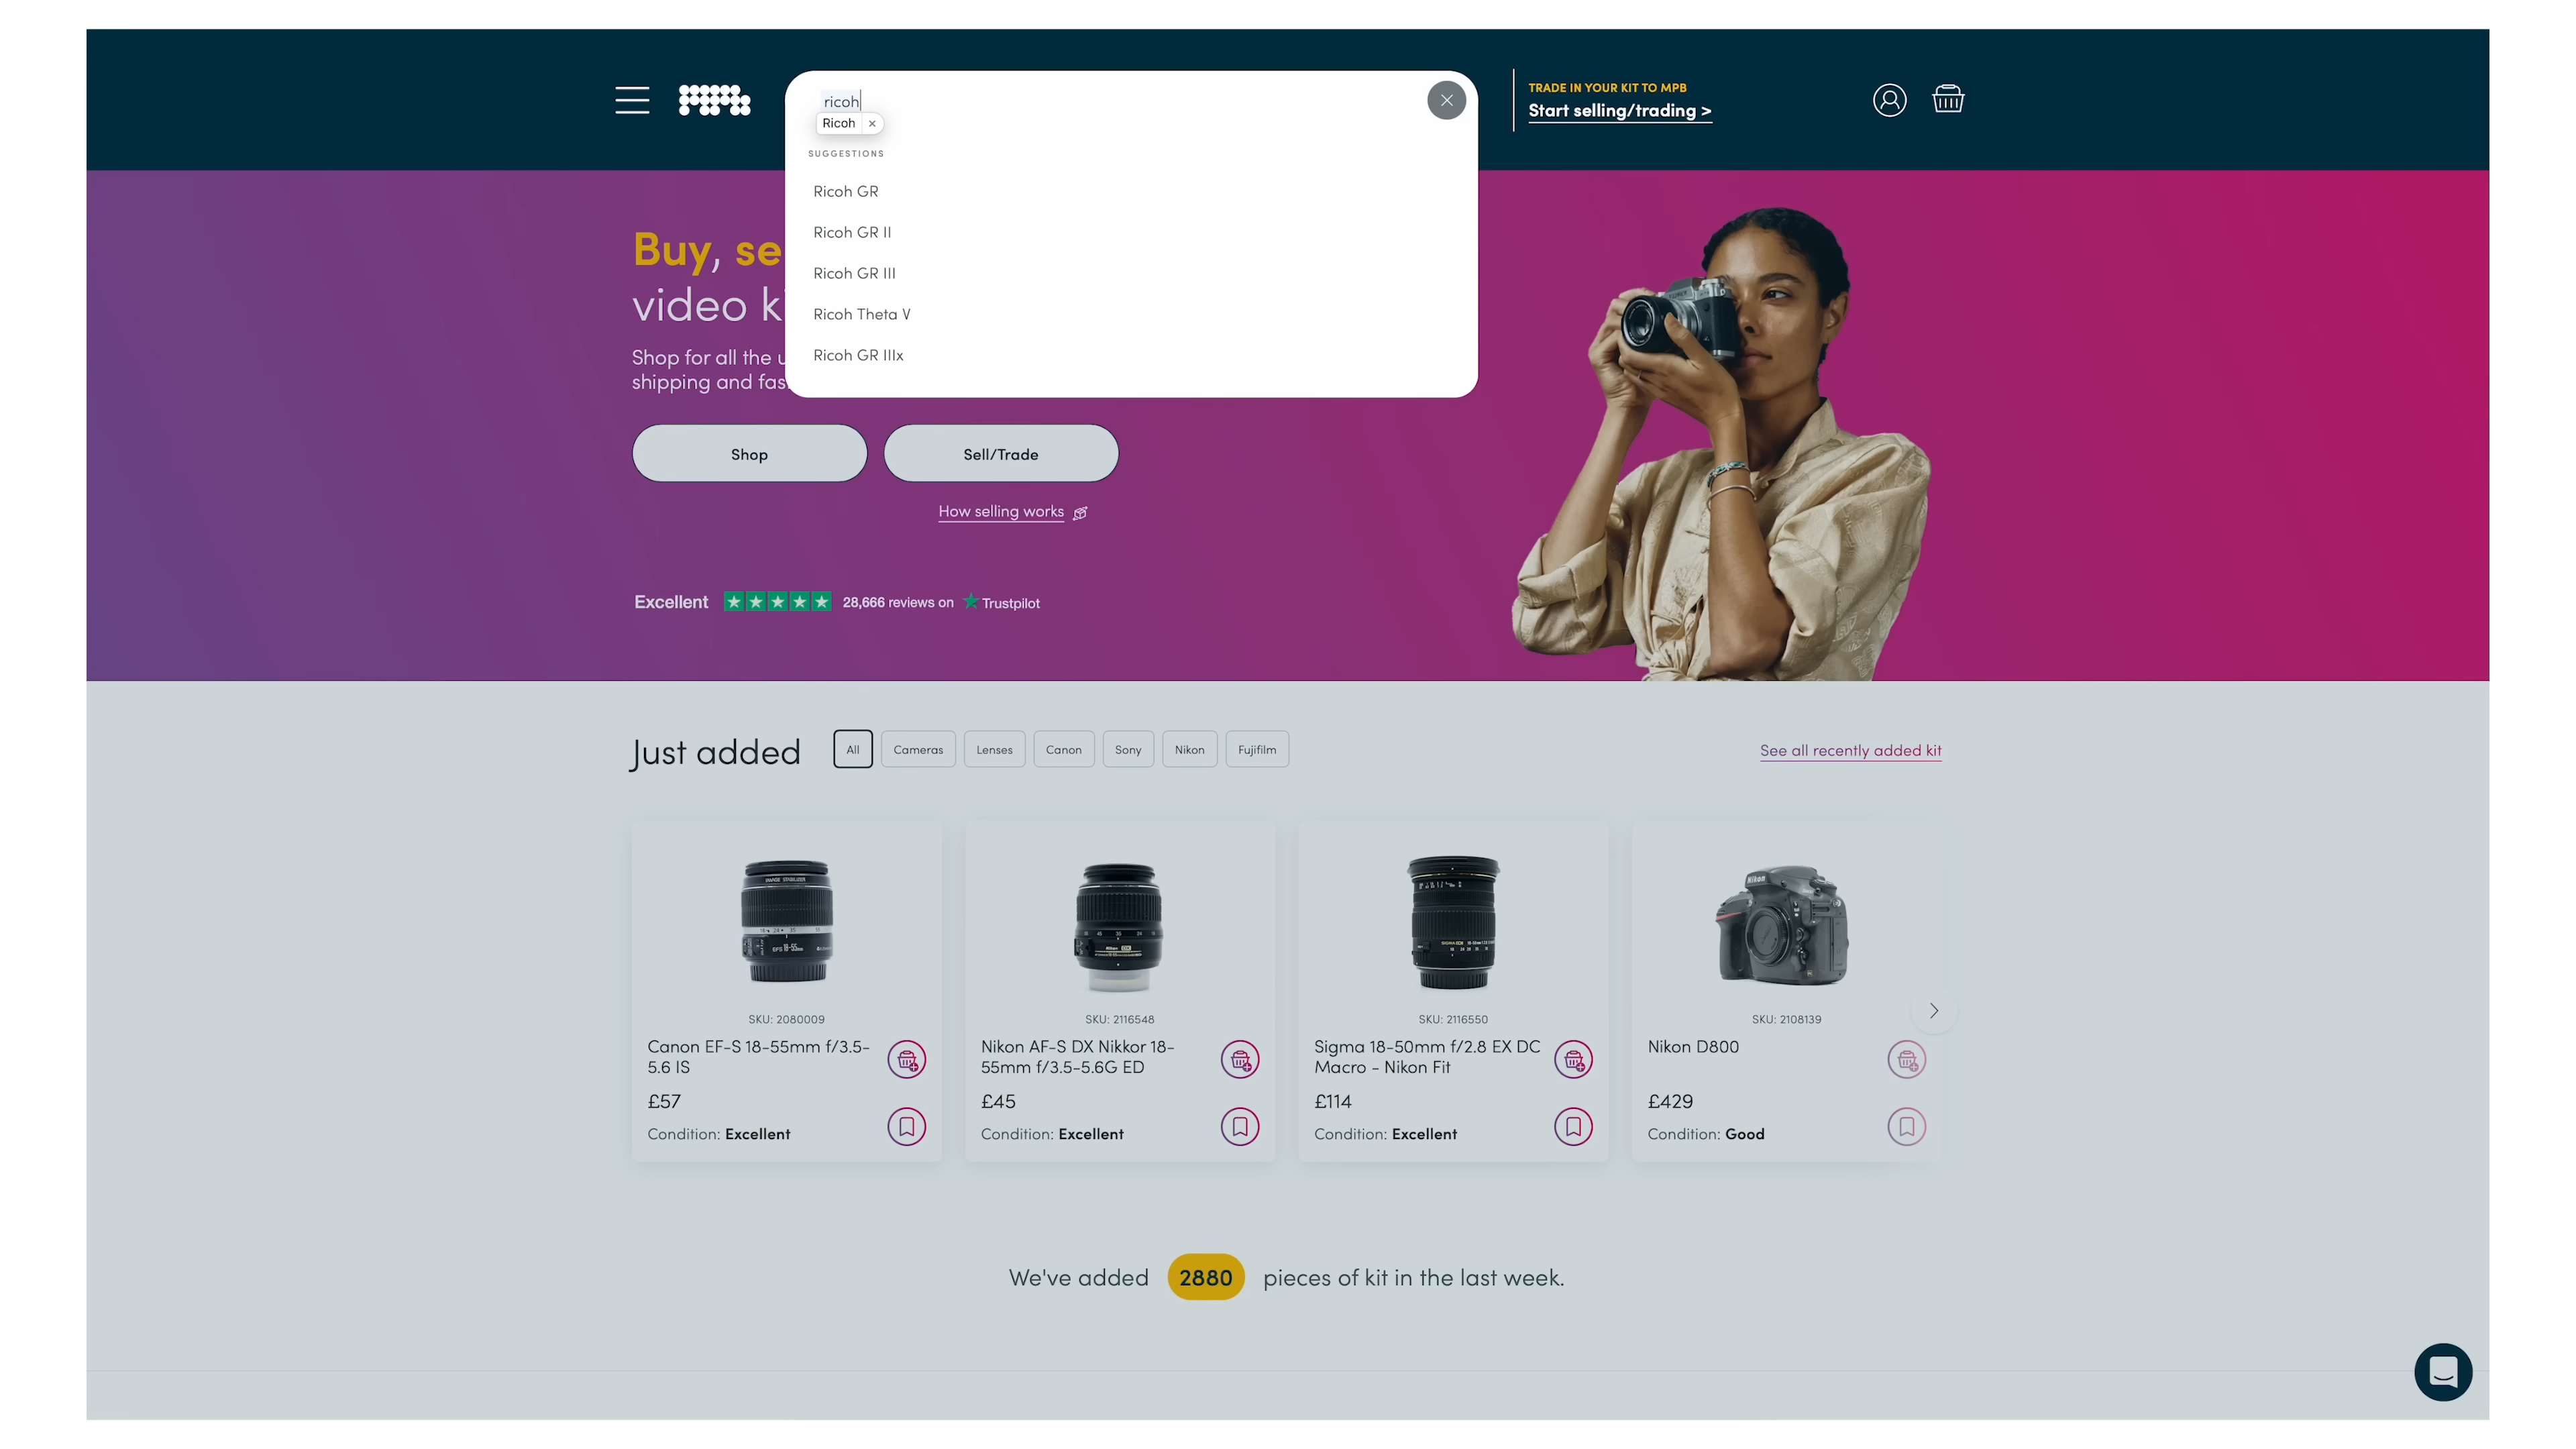 mpb
ricoh
Ricoh ×
SUGGESTIONS
Ricoh GR
Ricoh GR II
Ricoh GR III
Ricoh Theta V
Ricoh GR IIIx
TRADE IN YOUR KIT TO MPB
Start selling/trading >
Buy, se
video k
Shop for all the u
shipping and fas
Shop
Sell/Trade
How selling works
Excellent 28,666 reviews on Trustpilot
Just added
All
Cameras
Lenses
Canon
Sony
Nikon
Fujifilm
See all recently added kit
SKU: 2080009
Canon EF-S 18-55mm f/3.5-
5.6 IS
£57
Condition: Excellent
SKU: 2116548
Nikon AF-S DX Nikkor 18-
55mm f/3.5-5.6G ED
£45
Condition: Excellent
SKU: 2116550
Sigma 18-50mm f/2.8 EX DC
Macro - Nikon Fit
£114
Condition: Excellent
Nikon
SKU: 2108139
Nikon D800
£429
Condition: Good
We've added 2880 pieces of kit in the last week.